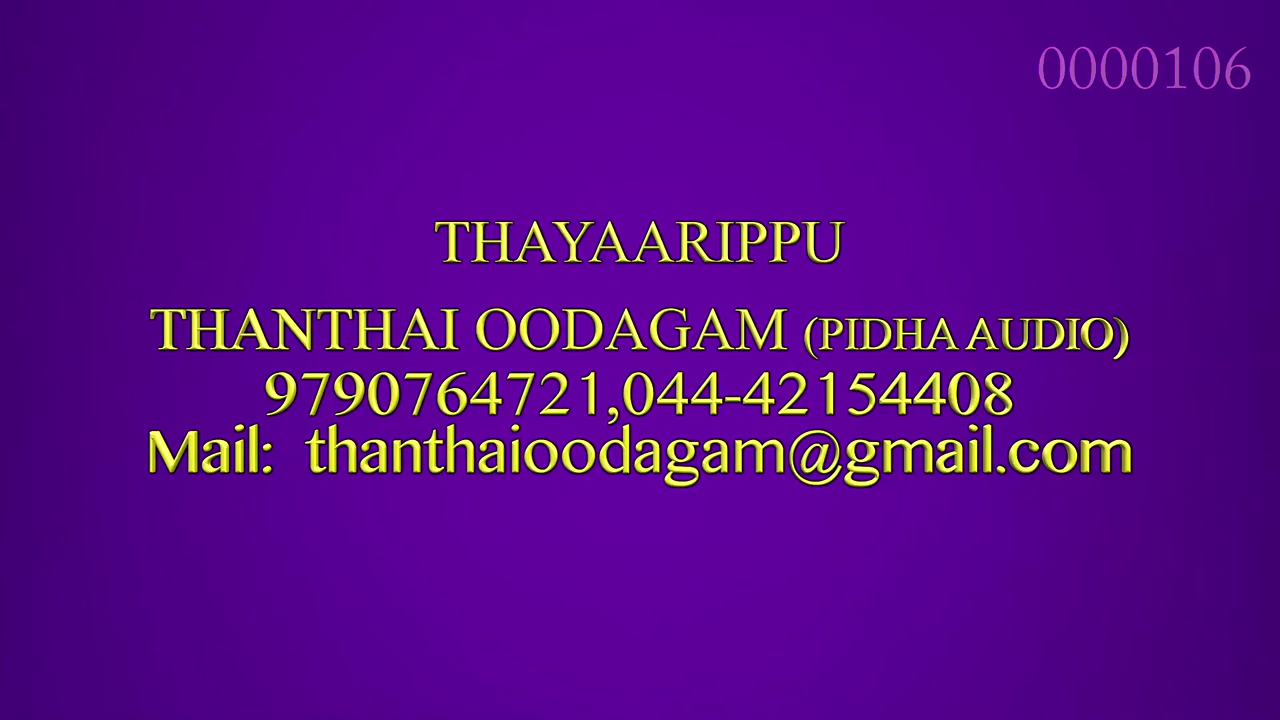 0000106
THAYAARIPPU
THANTHAI OODAGAM (PIDHA AUDIO)
9790764721,044-42154408
Mail: thanthaioodagam@gmail.com